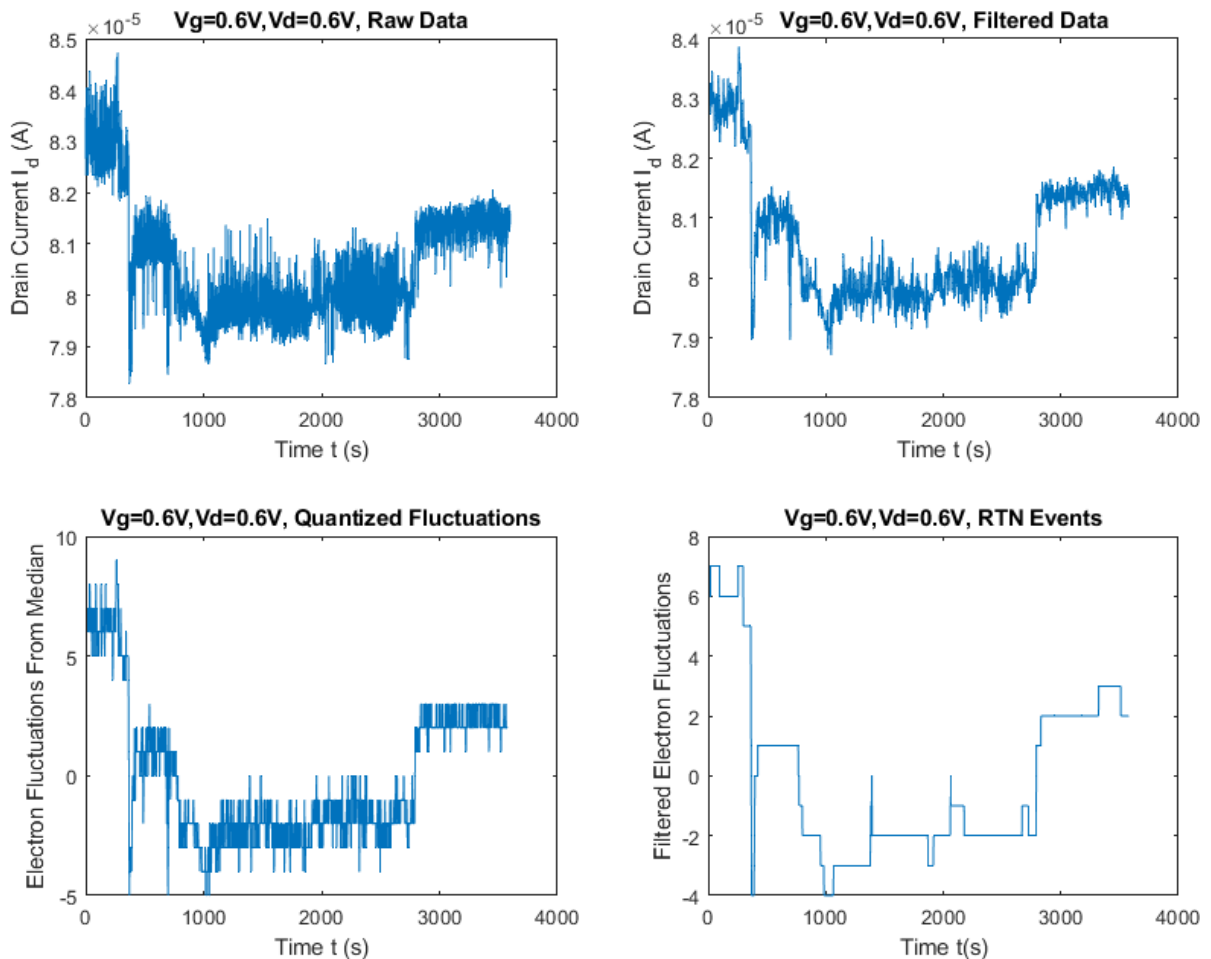 Vg=0.6V,Vd=0.6V, Raw Data
×10^-5
8.5
8.4
8.3
8.2
8.1
8
7.9
7.8
Drain Current I_d (A)
0 1000 2000 3000 4000
Time t (s)
Vg=0.6V,Vd=0.6V, Filtered Data
×10^-5
8.4
8.3
8.2
8.1
8
7.9
7.8
Drain Current I_d (A)
0 1000 2000 3000 4000
Time t (s)
Vg=0.6V,Vd=0.6V, Quantized Fluctuations
10
5
0
-5
Electron Fluctuations From Median
0 1000 2000 3000 4000
Time t (s)
Vg=0.6V,Vd=0.6V, RTN Events
8
6
4
2
0
-2
-4
Filtered Electron Fluctuations
0 1000 2000 3000 4000
Time t(s)